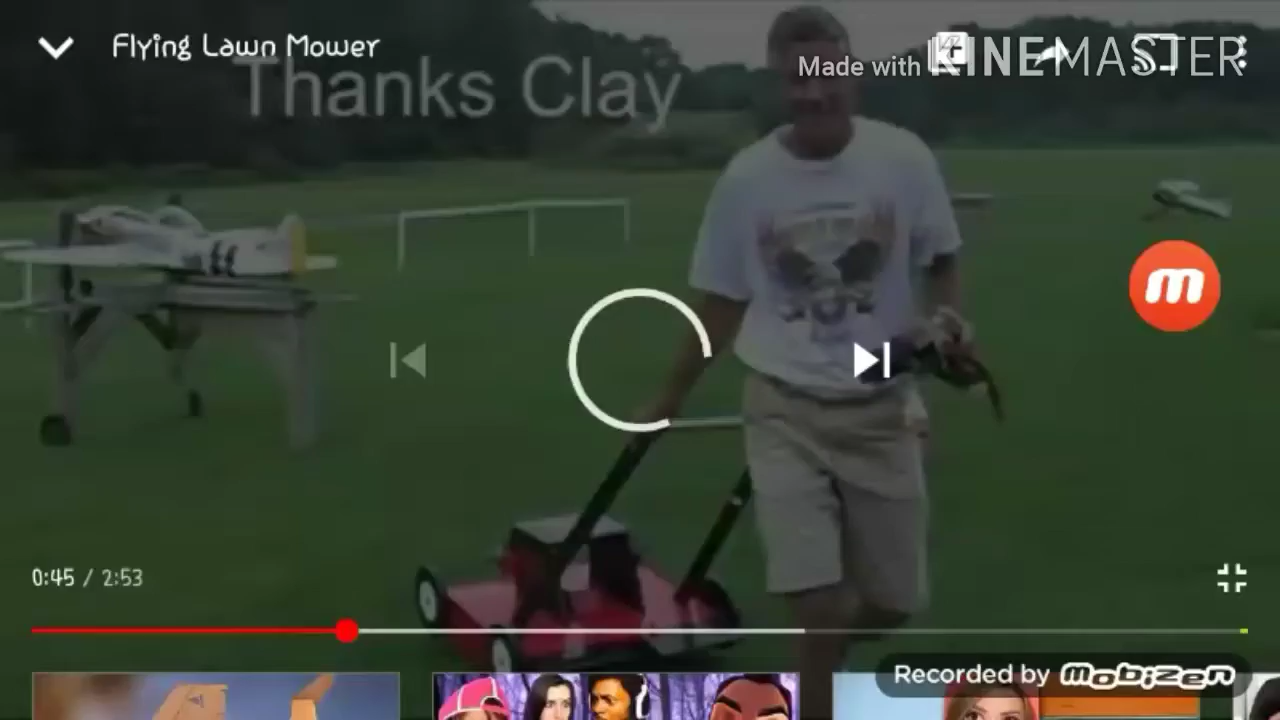 Flying Lawn Mower
Thanks Clay
Made with KINEMASTER
m
0:45 / 2:53
Recorded by mobizen